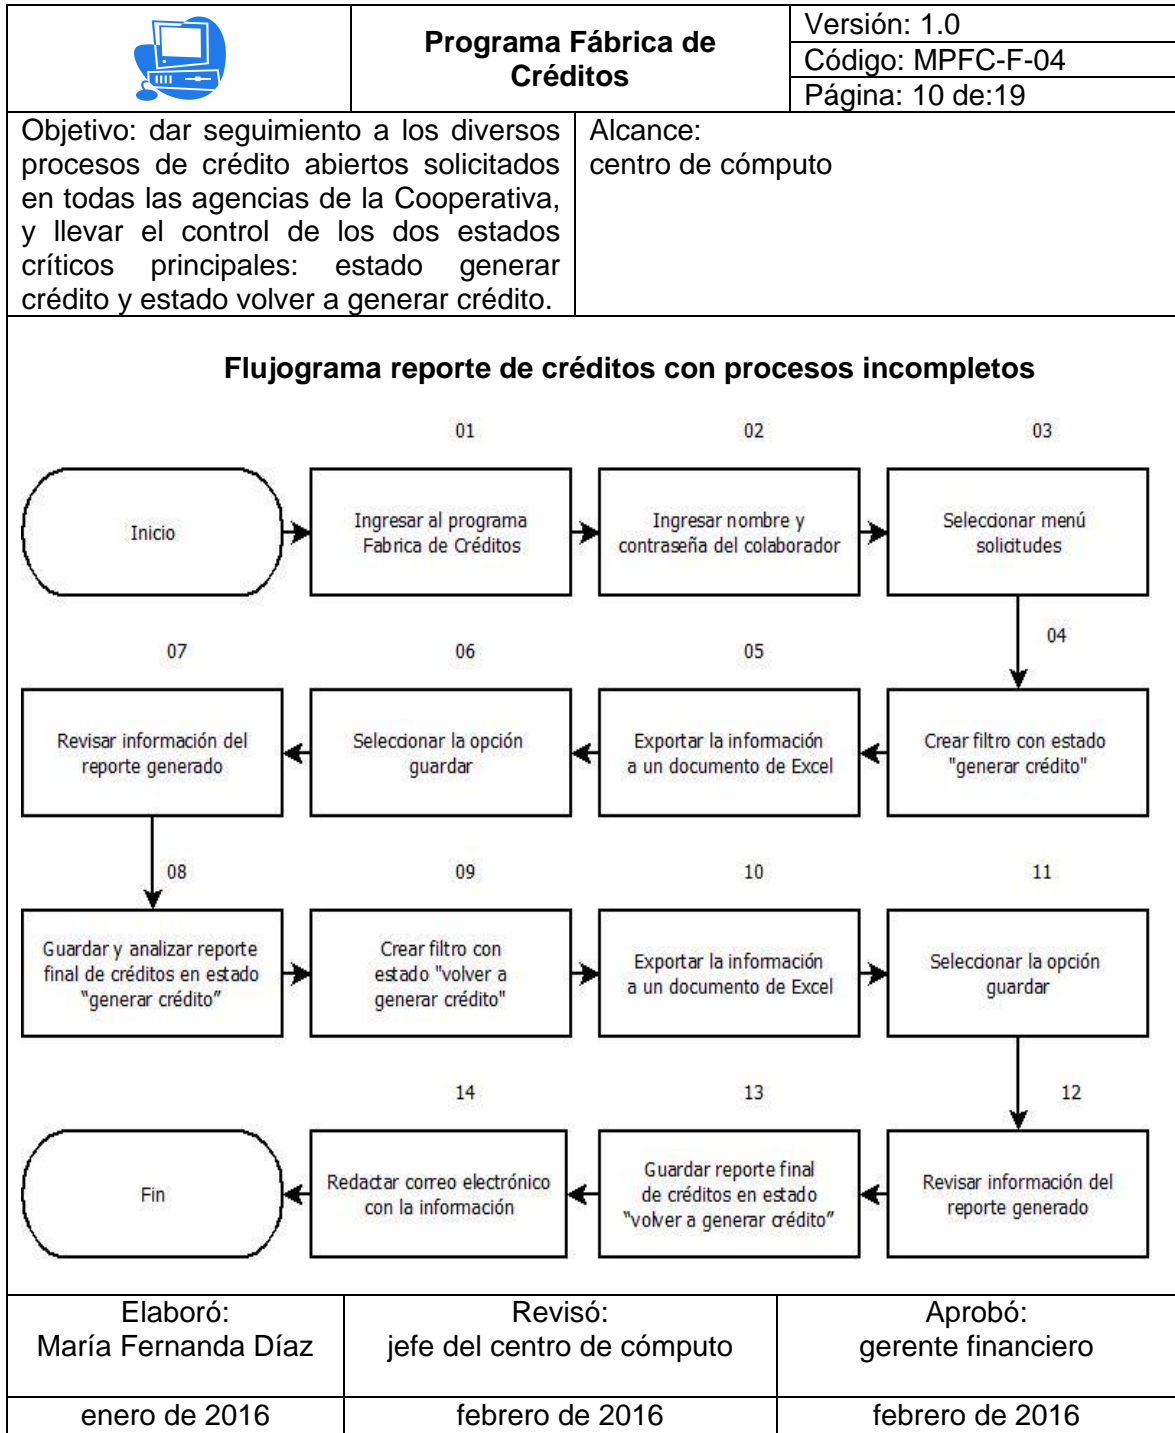 Programa Fábrica de
Créditos
Versión: 1.0
Código: MPFC-F-04
Página: 10 de:19
Objetivo: dar seguimiento a los diversos
procesos de crédito abiertos solicitados
en todas las agencias de la Cooperativa,
y llevar el control de los dos estados
críticos principales: estado generar
crédito y estado volver a generar crédito.
Alcance:
centro de cómputo
Flujograma reporte de créditos con procesos incompletos
01
02
03
Inicio
Ingresar al programa
Fabrica de Créditos
Ingresar nombre y
contraseña del colaborador
Seleccionar menú
solicitudes
07
06
05
04
Revisar información del
reporte generado
Seleccionar la opción
guardar
Exportar la información
a un documento de Excel
Crear filtro con estado
"generar crédito"
08
09
10
11
Guardar y analizar reporte
final de créditos en estado
“generar crédito”
Crear filtro con
estado "volver a
generar crédito"
Exportar la información
a un documento de Excel
Seleccionar la opción
guardar
14
13
12
Fin
Redactar correo electrónico
con la información
Guardar reporte final
de créditos en estado
“volver a generar crédito”
Revisar información del
reporte generado
Elaboró:
María Fernanda Díaz
Revisó:
jefe del centro de cómputo
Aprobó:
gerente financiero
enero de 2016
febrero de 2016
febrero de 2016